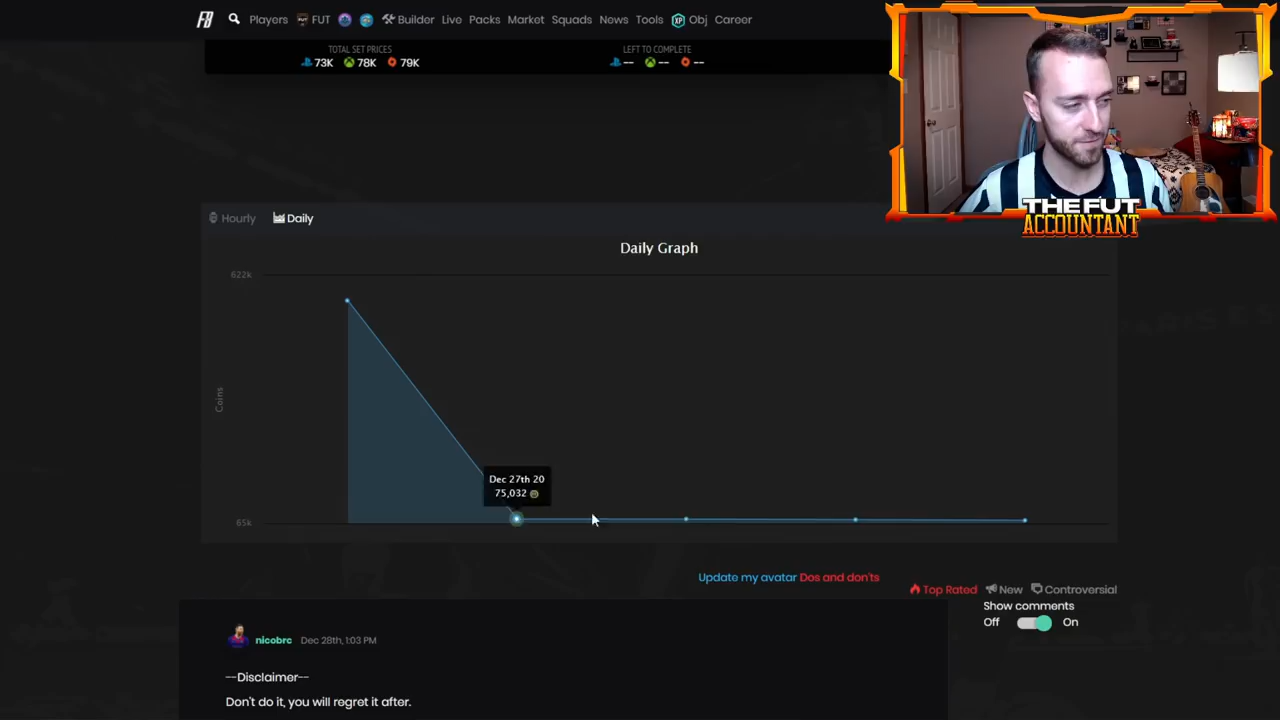 FB Players FUT Builder Live Packs Market Squads News Tools XP Obj Career
TOTAL SET PRICES
73K 78K 79K
LEFT TO COMPLETE
-- -- --
THE FUT
ACCOUNTANT
Hourly Daily
Daily Graph
622k
Coins
Dec 27th 20
75,032
65k
Update my avatar Dos and don'ts
Top Rated New Controversial
Show comments
Off On
nicobrc Dec 28th, 1:03 PM
--Disclaimer--
Don't do it, you will regret it after.